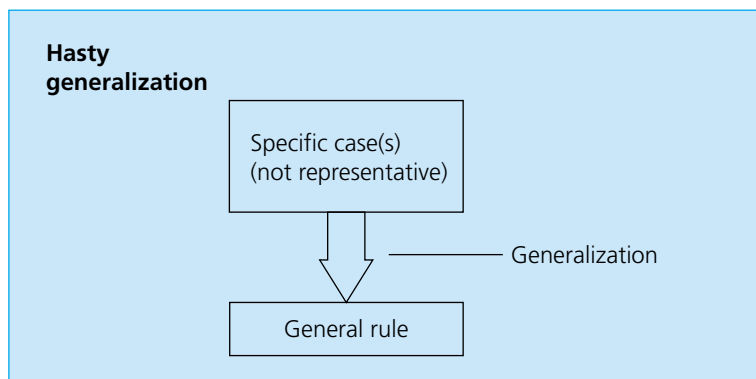 Hasty
generalization
Specific case(s)
(not representative)
Generalization
General rule